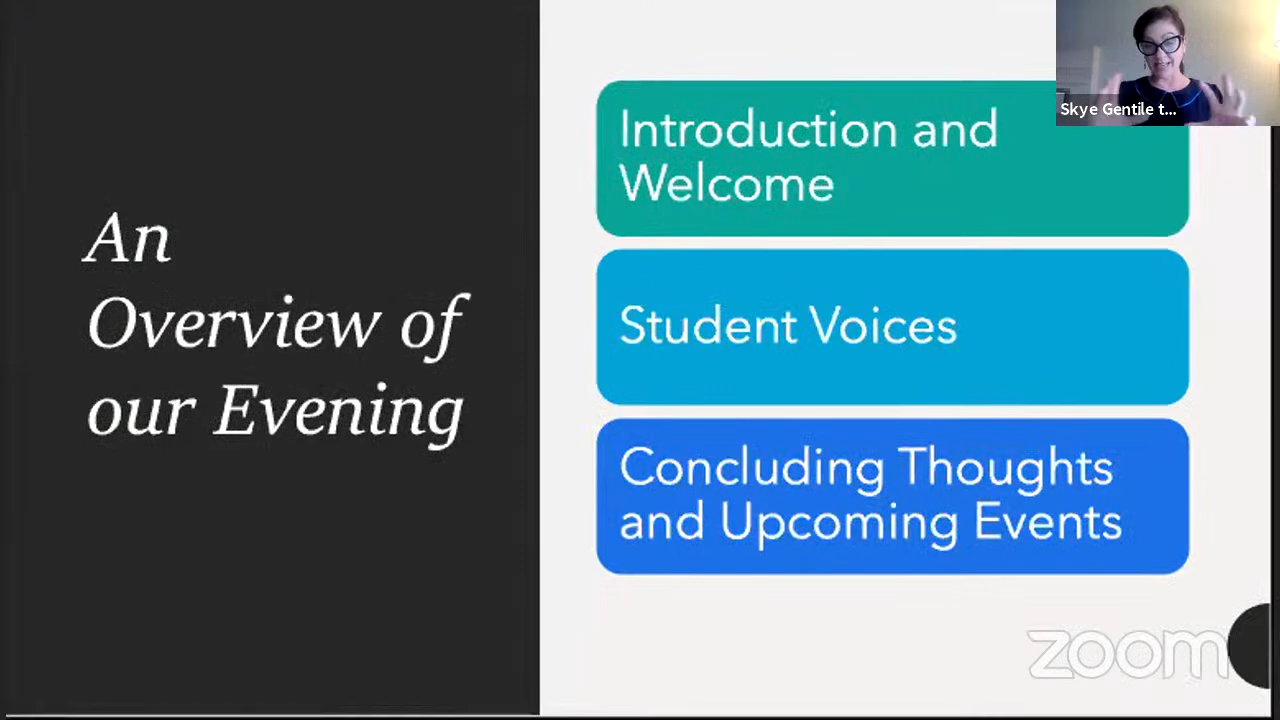 An
Overview of
our Evening
Introduction and
Welcome
Student Voices
Concluding Thoughts
and Upcoming Events
Skye Gentile t...
zoom